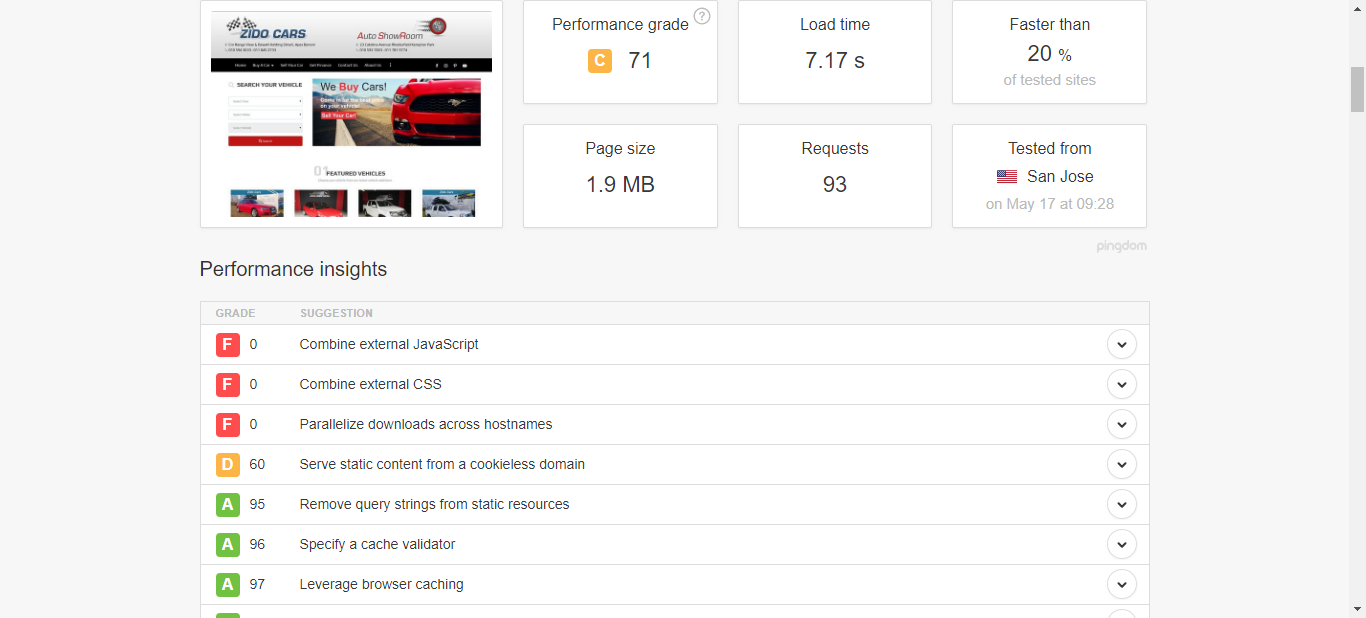 ZIDO CARS
Auto ShowRoom
Home Buy A Car Sell Your Car Get Finance Contact Us About Us
SEARCH YOUR VEHICLE
We Buy Cars!
Come in for the best price
on your vehicle!
Sell Your Car!
Search
01
FEATURED VEHICLES
Performance grade ?
C 71
Load time
7.17 s
Faster than
20 %
of tested sites
Page size
1.9 MB
Requests
93
Tested from
San Jose
on May 17 at 09:28
pingdom
Performance insights
GRADE SUGGESTION
F 0 Combine external JavaScript
F 0 Combine external CSS
F 0 Parallelize downloads across hostnames
D 60 Serve static content from a cookieless domain
A 95 Remove query strings from static resources
A 96 Specify a cache validator
A 97 Leverage browser caching